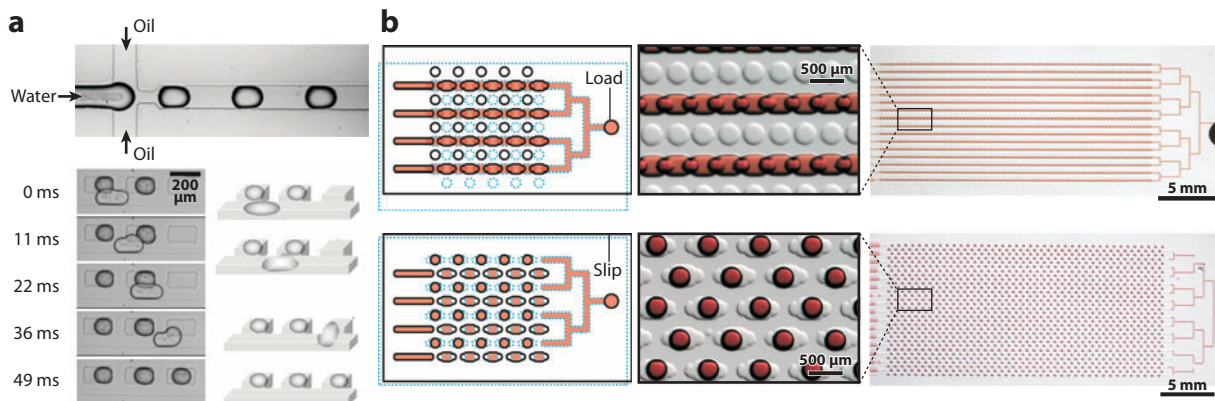 a
Oil
Water
Oil
0 ms
200
µm
11 ms
22 ms
36 ms
49 ms
b
Load
500 µm
5 mm
Slip
500 µm
5 mm